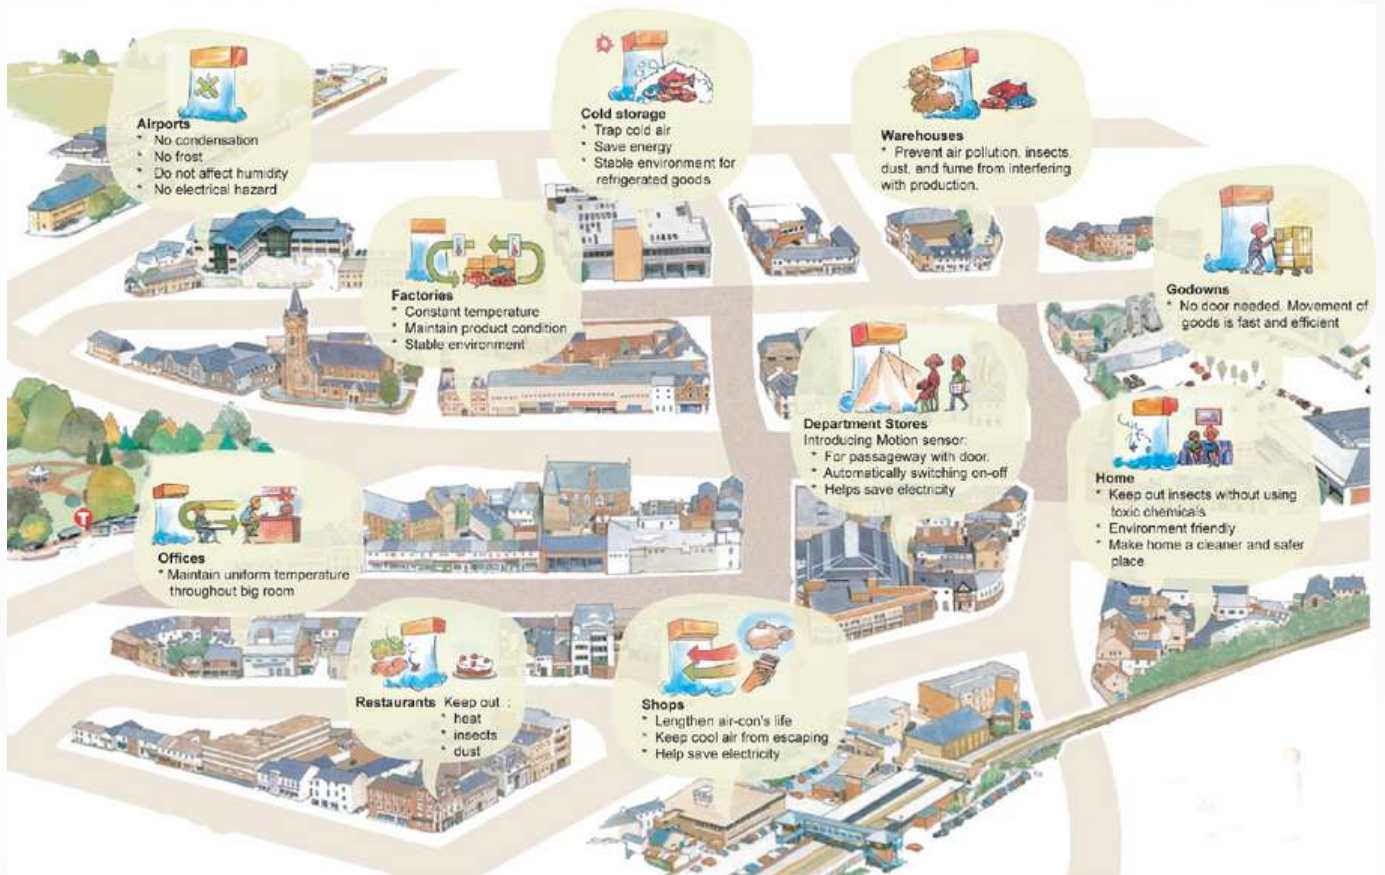 Airports
* No condensation
* No frost
* Do not affect humidity
* No electrical hazard
Cold storage
* Trap cold air
* Save energy
* Stable environment for
refrigerated goods
Warehouses
* Prevent air pollution, insects,
dust, and fume from interfering
with production.
Factories
* Constant temperature
* Maintain product condition
* Stable environment
Godowns
* No door needed. Movement of
goods is fast and efficient
Department Stores
Introducing Motion sensor:
* For passageway with door.
* Automatically switching on-off
* Helps save electricity
Home
* Keep out insects without using
toxic chemicals
* Environment friendly
* Make home a cleaner and safer
place
T
Offices
* Maintain uniform temperature
throughout big room
Restaurants Keep out :
* heat
* insects
* dust
Shops
* Lengthen air-con's life
* Keep cool air from escaping
* Help save electricity